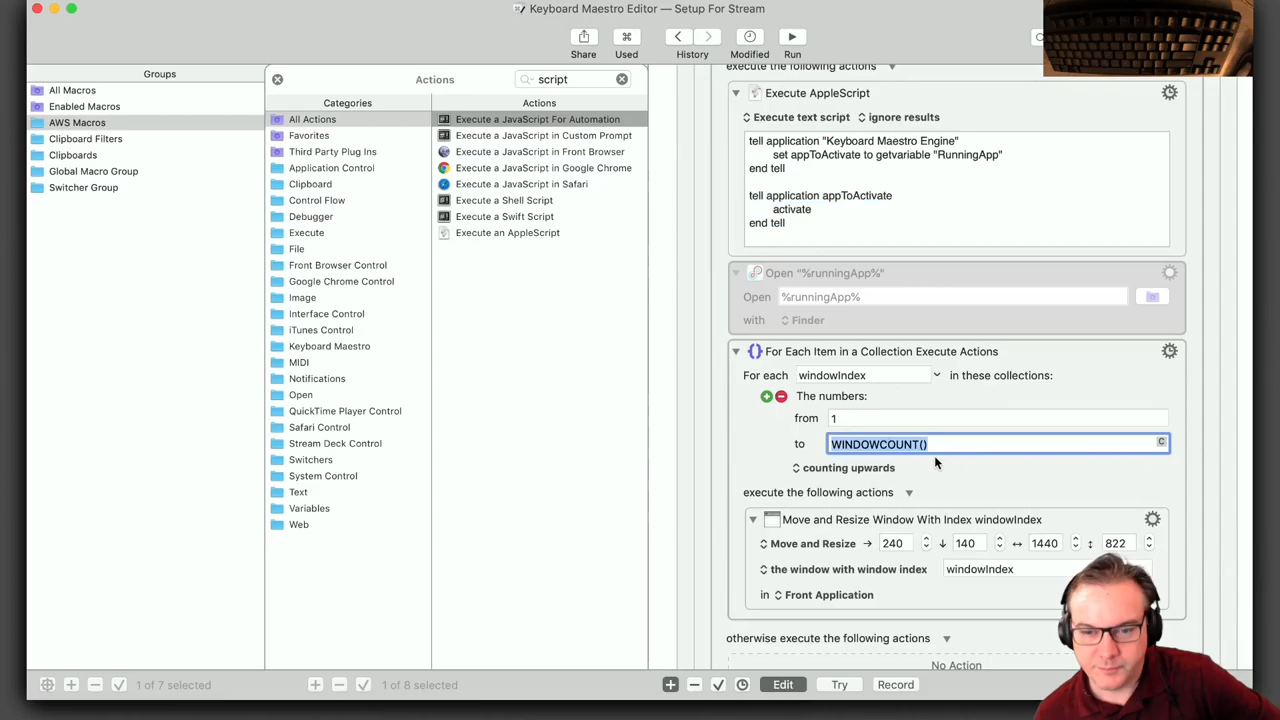 Keyboard Maestro Editor — Setup For Stream
Share
Used
History
Modified
Run
Groups
All Macros
Enabled Macros
AWS Macros
Clipboard Filters
Clipboards
Global Macro Group
Switcher Group
Actions
script
Categories
All Actions
Favorites
Third Party Plug Ins
Application Control
Clipboard
Control Flow
Debugger
Execute
File
Front Browser Control
Google Chrome Control
Image
Interface Control
iTunes Control
Keyboard Maestro
MIDI
Notifications
Open
QuickTime Player Control
Safari Control
Stream Deck Control
Switchers
System Control
Text
Variables
Web
Actions
Execute a JavaScript For Automation
Execute a JavaScript in Custom Prompt
Execute a JavaScript in Front Browser
Execute a JavaScript in Google Chrome
Execute a JavaScript in Safari
Execute a Shell Script
Execute a Swift Script
Execute an AppleScript
execute the following actions
Execute AppleScript
Execute text script ignore results
tell application "Keyboard Maestro Engine"
set appToActivate to getvariable "RunningApp"
end tell
tell application appToActivate
activate
end tell
Open "%runningApp%"
Open %runningApp%
with Finder
For Each Item in a Collection Execute Actions
For each windowIndex in these collections:
The numbers:
from 1
to WINDOWCOUNT() C
counting upwards
execute the following actions
Move and Resize Window With Index windowIndex
Move and Resize 240 140 1440 822
the window with window index windowIndex
in Front Application
otherwise execute the following actions
No Action
1 of 7 selected
1 of 8 selected
Edit
Try
Record